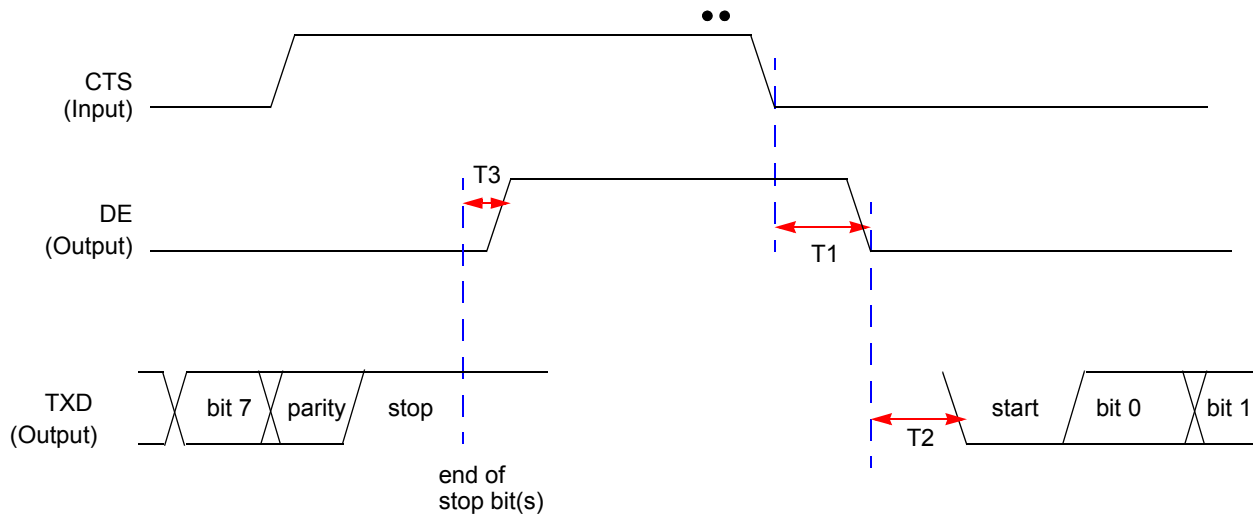 CTS
(Input)
T3
DE
(Output)
T1
TXD
(Output)
bit 7
parity
stop
T2
start
bit 0
bit 1
end of
stop bit(s)